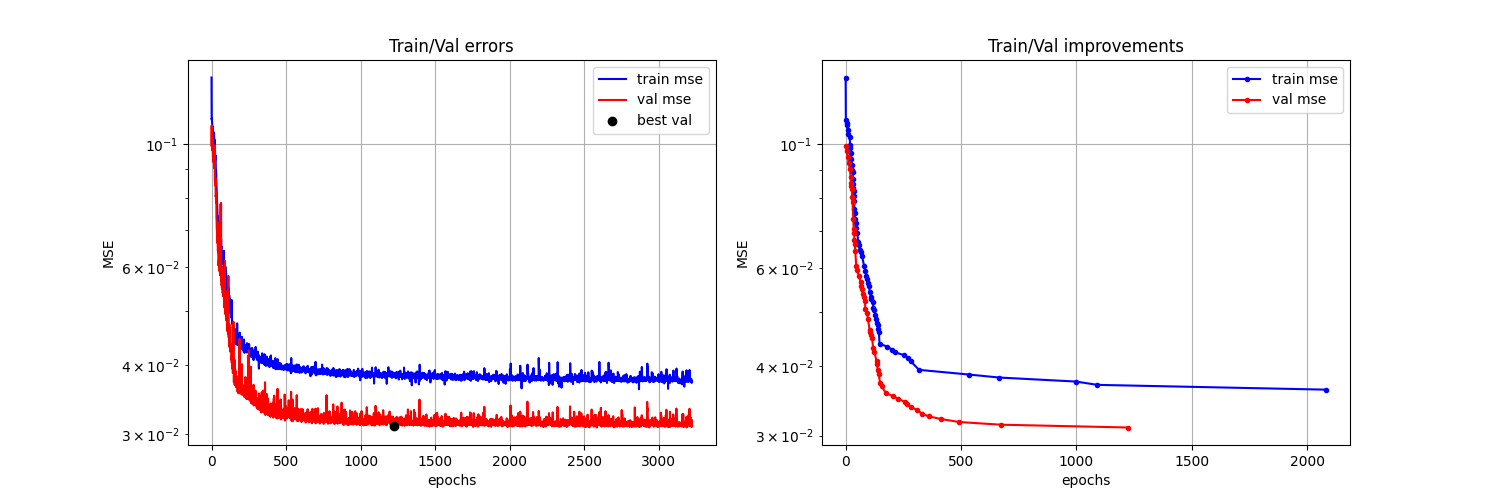 Train/Val errors
train mse
val mse
best val
10⁻¹
6 × 10⁻²
4 × 10⁻²
3 × 10⁻²
MSE
0 500 1000 1500 2000 2500 3000
epochs
Train/Val improvements
train mse
val mse
10⁻¹
6 × 10⁻²
4 × 10⁻²
3 × 10⁻²
MSE
0 500 1000 1500 2000
epochs